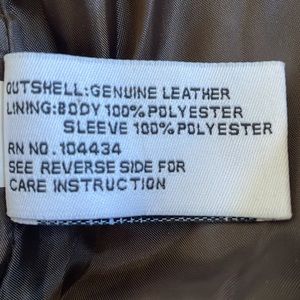 OUTSHELL:GENUINE LEATHER
LINING:BODY 100% POLYESTER
SLEEVE 100% POLYESTER
RN NO. 104434
SEE REVERSE SIDE FOR
CARE INSTRUCTION